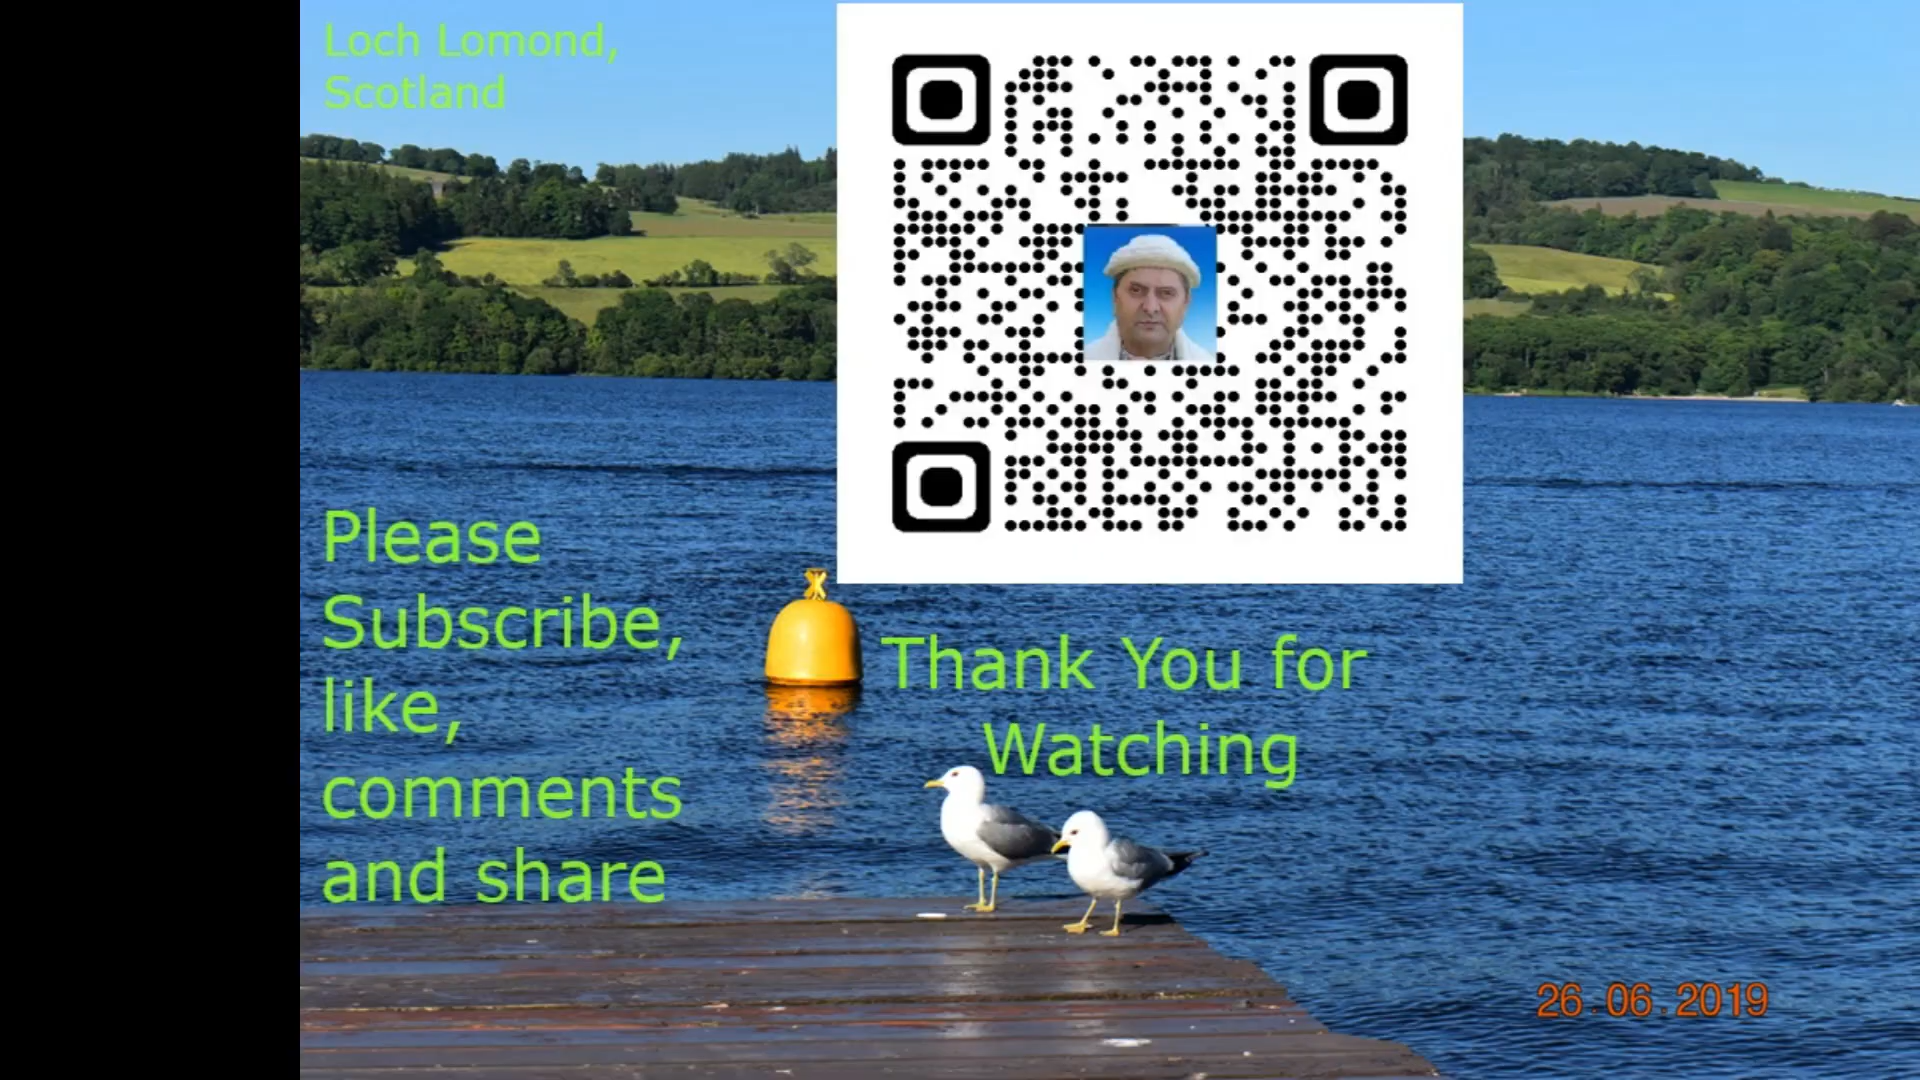 Loch Lomond,
Scotland
Please
Subscribe,
like,
comments
and share
Thank You for
Watching
26.06.2019